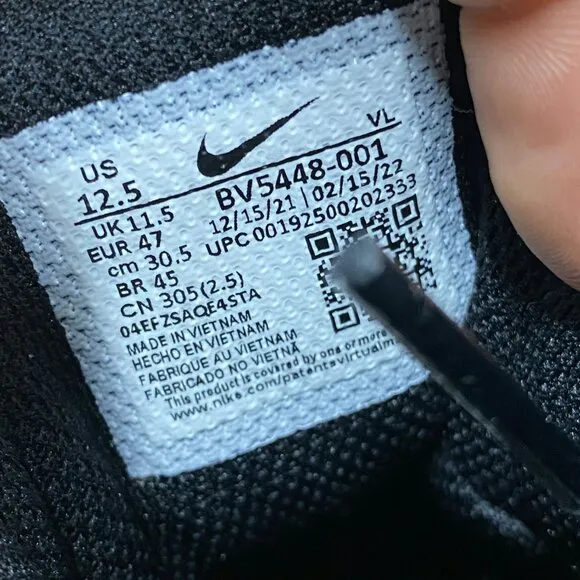 US
VL
12.5
BV5448-001
UK 11.5
12/15/21 | 02/15/22
EUR 47
UPC 00192500202333
cm 30.5
BR 45
CN 305(2.5)
04EFZSAQE4STA
MADE IN VIETNAM
HECHO EN VIETNAM
FABRIQUE AU VIETNAM
FABRICADO NO VIETNÃ
This product is covered by one or more
www.nike.com/patentsvirtualm